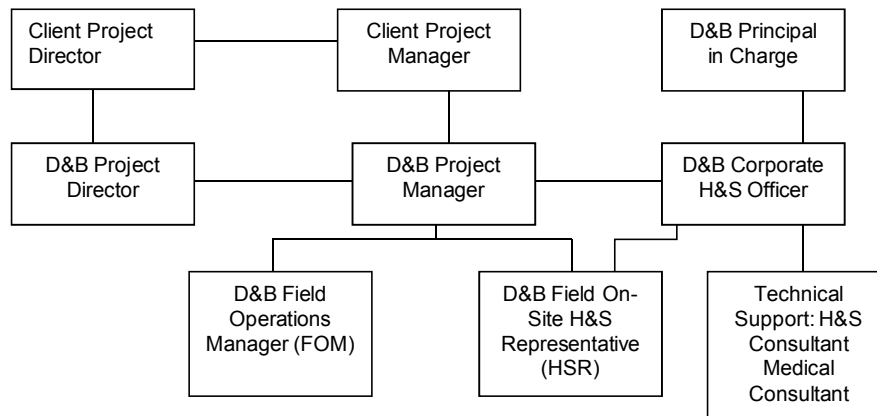 Client Project
Director
Client Project
Manager
D&B Principal
in Charge
D&B Project
Director
D&B Project
Manager
D&B Corporate
H&S Officer
D&B Field
Operations
Manager (FOM)
D&B Field On-
Site H&S
Representative
(HSR)
Technical
Support: H&S
Consultant
Medical
Consultant